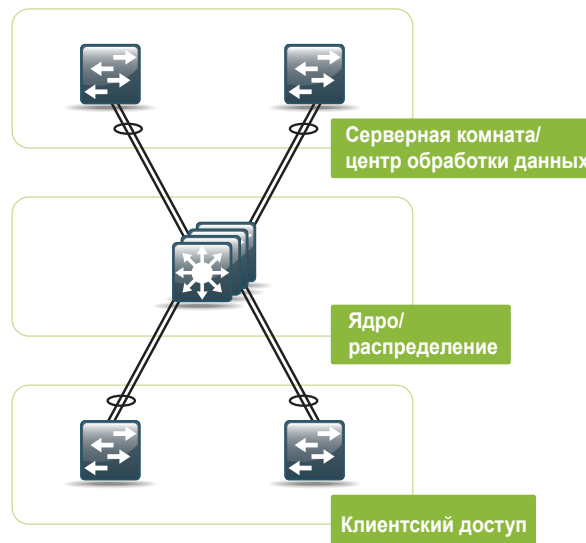 Серверная комната/
центр обработки данных
Ядро/
распределение
Клиентский доступ